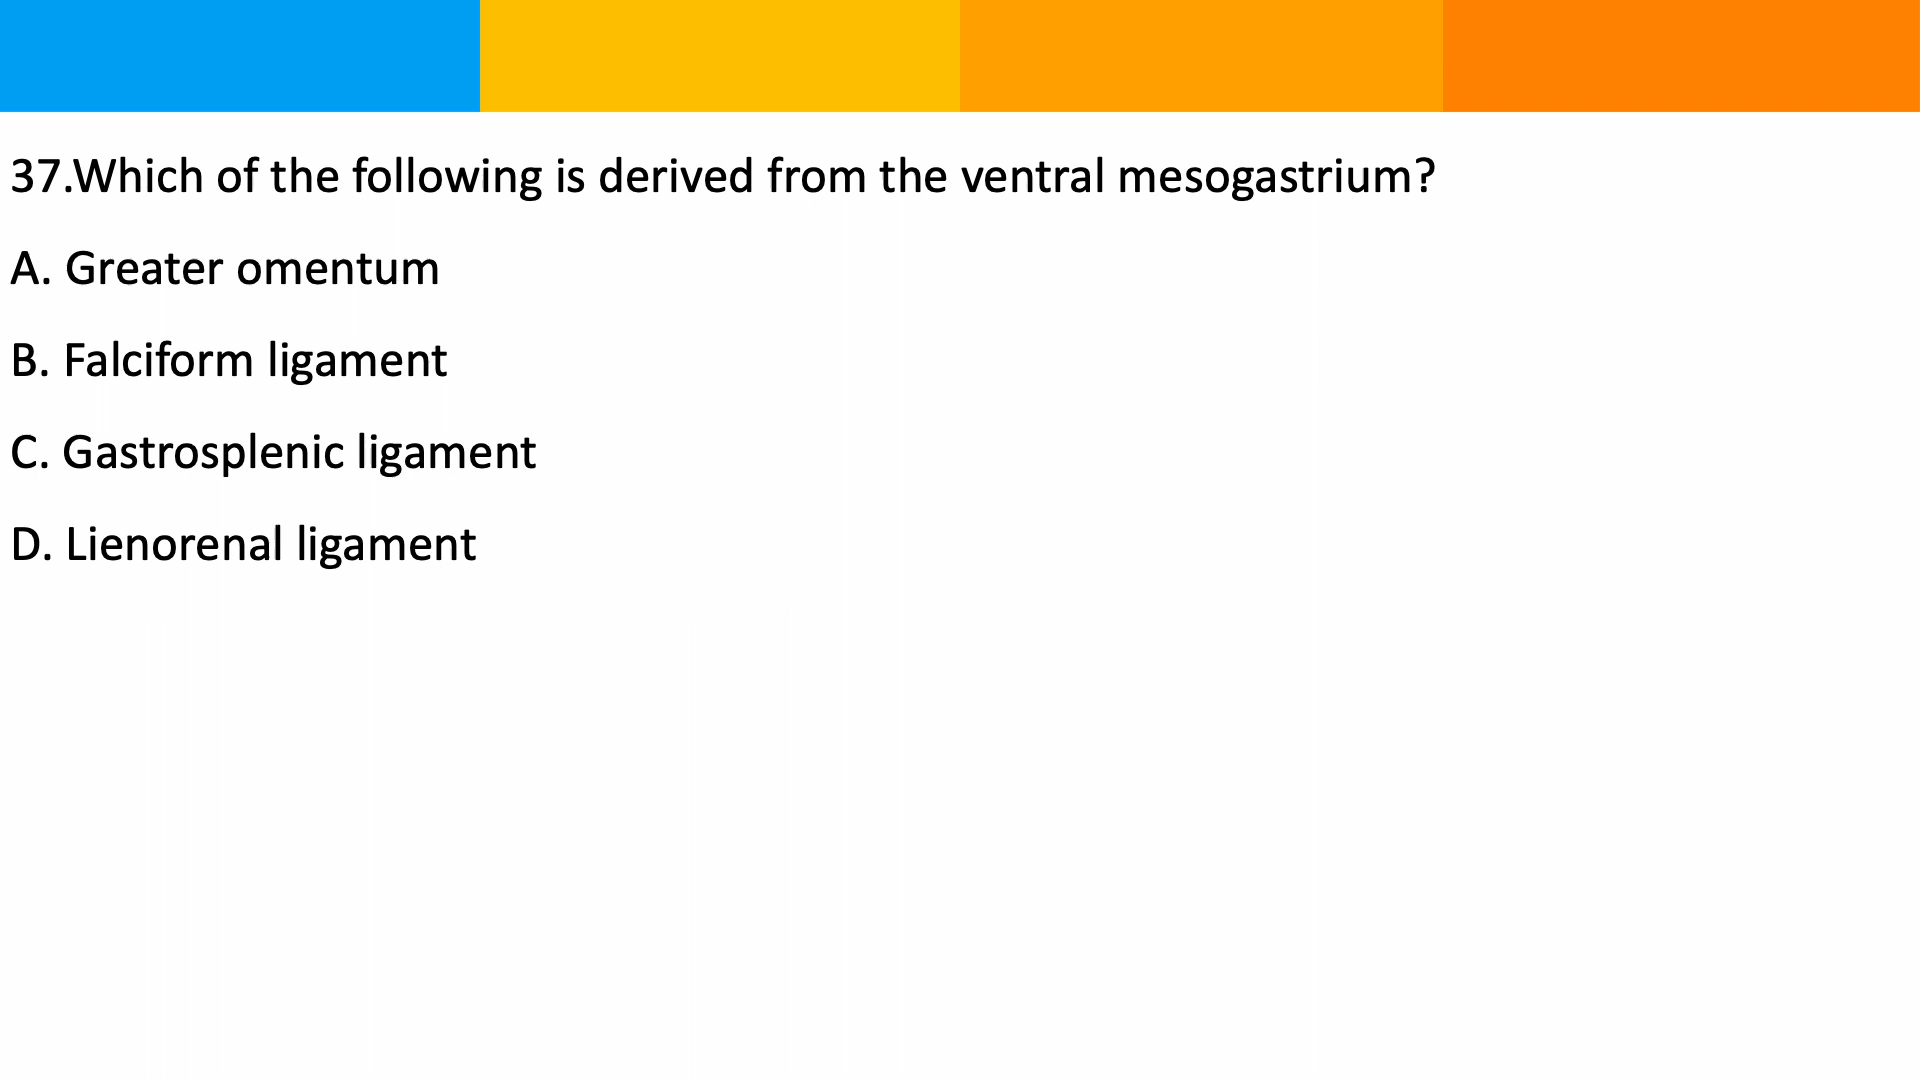 37.Which of the following is derived from the ventral mesogastrium?
A. Greater omentum
B. Falciform ligament
C. Gastrosplenic ligament
D. Lienorenal ligament